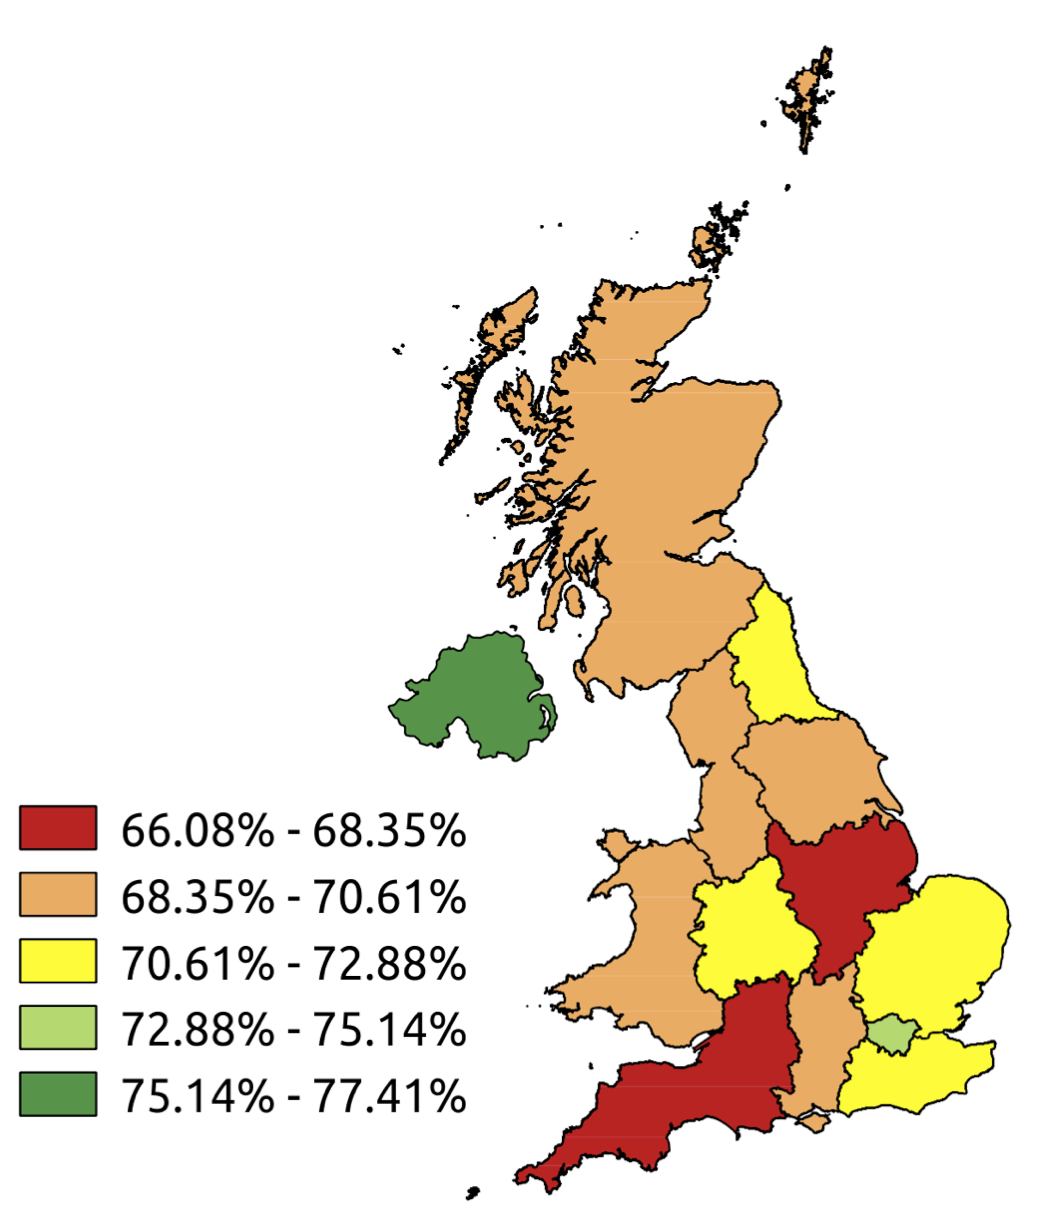 66.08% - 68.35%
68.35% - 70.61%
70.61% - 72.88%
72.88% - 75.14%
75.14% - 77.41%